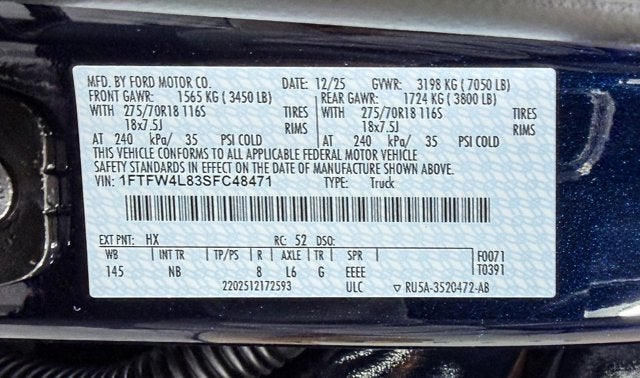 MFD. BY FORD MOTOR CO. DATE: 12/25 GVWR: 3198 KG ( 7050 LB)
FRONT GAWR: 1565 KG ( 3450 LB) REAR GAWR: 1724 KG ( 3800 LB)
WITH 275/70R18 116S TIRES WITH 275/70R18 116S TIRES
18x7.5J RIMS 18x7.5J RIMS
AT 240 kPa/ 35 PSI COLD AT 240 kPa/ 35 PSI COLD
THIS VEHICLE CONFORMS TO ALL APPLICABLE FEDERAL MOTOR VEHICLE
SAFETY STANDARDS IN EFFECT ON THE DATE OF MANUFACTURE SHOWN ABOVE.
VIN: 1FTFW4L83SFC48471 TYPE: Truck
EXT PNT: HX RC: 52 DSO: F0071
WB INT TR TP/PS R AXLE TR SPR T0391
145 NB 8 L6 G EEEE
2202512172593 ULC ▽ RU5A-3520472-AB